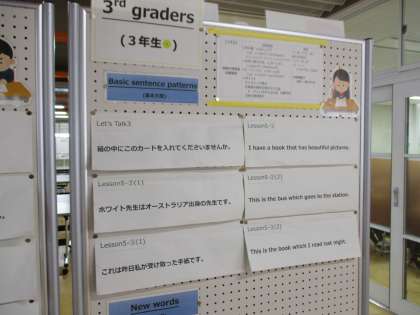 3rd graders
(3年生)
Basic sentence patterns
(基本文型)
Let's Talk3
箱の中にこのカードを入れてくださいませんか。
Lesson5-2
I have a book that has beautiful pictures.
Lesson5-2(1)
ホワイト先生はオーストラリア出身の先生です。
Lesson5-2(2)
This is the bus which goes to the station.
Lesson5-3(1)
これは昨日私が受け取った手紙です。
Lesson5-3(2)
This is the book which I read last night.
New words